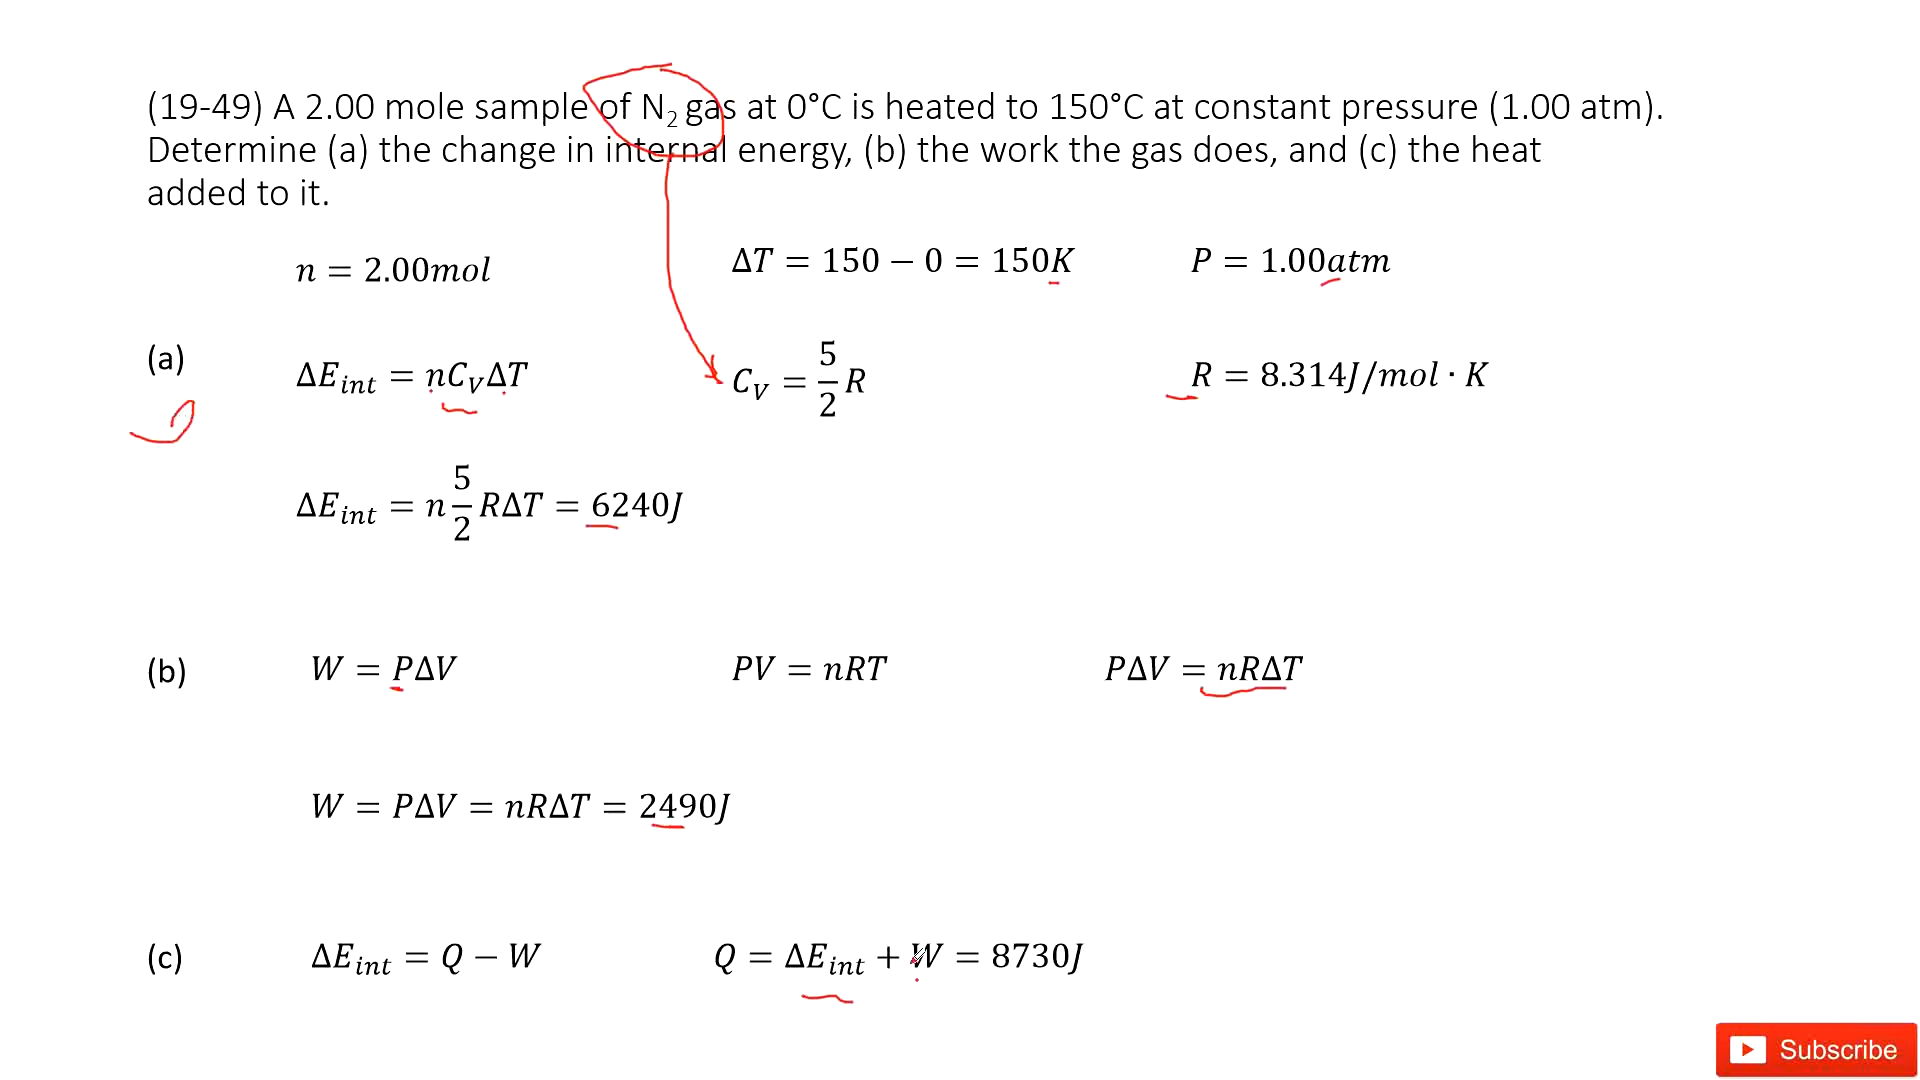 (19-49) A 2.00 mole sample of N₂ gas at 0°C is heated to 150°C at constant pressure (1.00 atm).
Determine (a) the change in internal energy, (b) the work the gas does, and (c) the heat
added to it.
n = 2.00mol
ΔT = 150 − 0 = 150K
P = 1.00atm
(a)
ΔE_int = nC_VΔT
C_V = 5/2 R
R = 8.314J/mol · K
ΔE_int = n 5/2 RΔT = 6240J
(b)
W = PΔV
PV = nRT
PΔV = nRΔT
W = PΔV = nRΔT = 2490J
(c)
ΔE_int = Q − W
Q = ΔE_int + W = 8730J
Subscribe